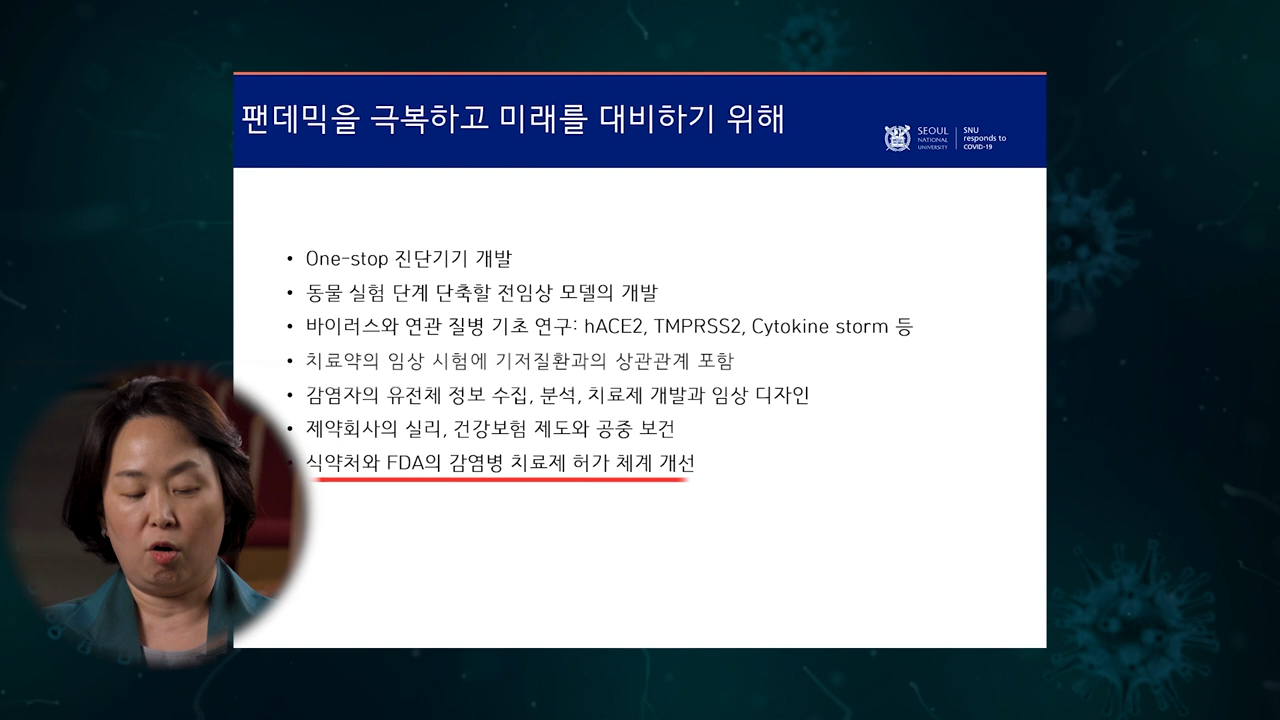 팬데믹을 극복하고 미래를 대비하기 위해
SEOUL
NATIONAL
UNIVERSITY
SNU
responds to
COVID-19
• One-stop 진단기기 개발
• 동물 실험 단계 단축할 전임상 모델의 개발
• 바이러스와 연관 질병 기초 연구: hACE2, TMPRSS2, Cytokine storm 등
• 치료약의 임상 시험에 기저질환과의 상관관계 포함
• 감염자의 유전체 정보 수집, 분석, 치료제 개발과 임상 디자인
• 제약회사의 실리, 건강보험 제도와 공중 보건
• 식약처와 FDA의 감염병 치료제 허가 체계 개선